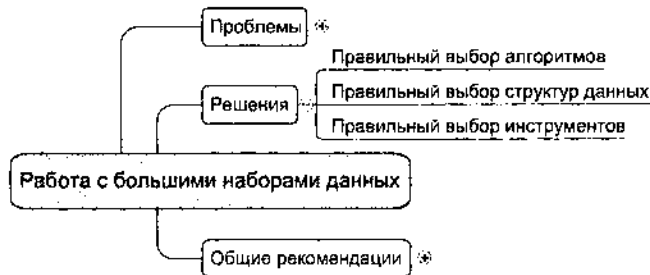 Проблемы
Правильный выбор алгоритмов
Решения
Правильный выбор структур данных
Правильный выбор инструментов
Работа с большими наборами данных
Общие рекомендации